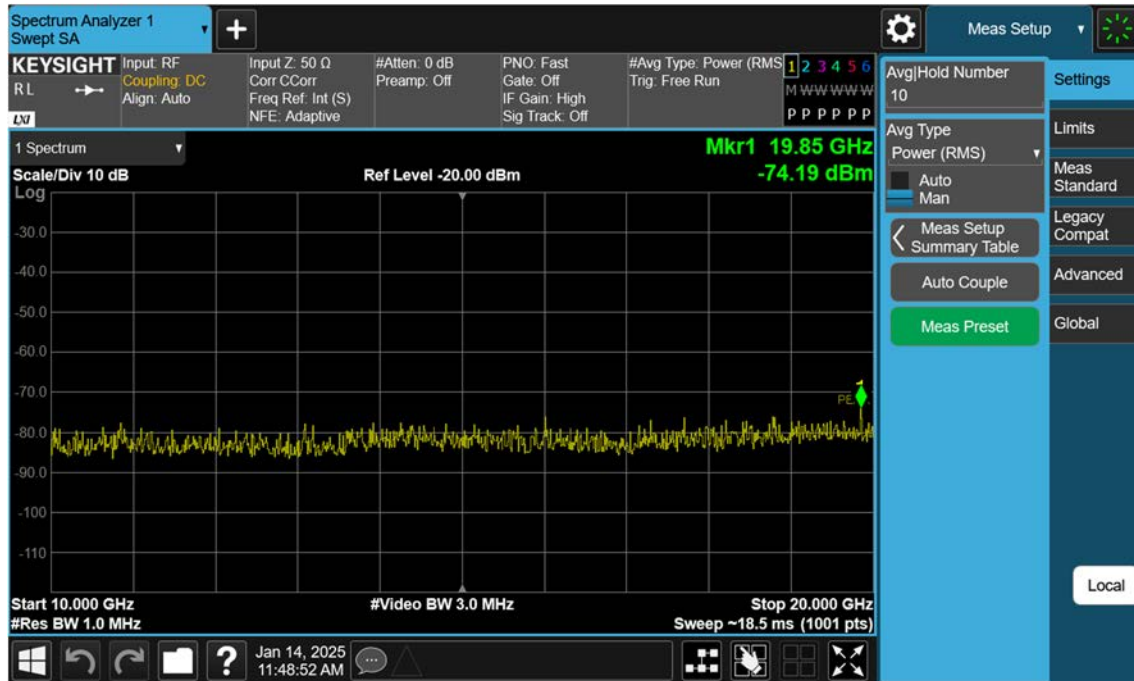 Spectrum Analyzer 1
Swept SA
+
Meas Setup
KEYSIGHT
RL
LXI
Input: RF
Coupling: DC
Align: Auto
Input Z: 50 Ω
Corr CCorr
Freq Ref: Int (S)
NFE: Adaptive
#Atten: 0 dB
Preamp: Off
PNO: Fast
Gate: Off
IF Gain: High
Sig Track: Off
#Avg Type: Power (RMS
Trig: Free Run
1 2 3 4 5 6
M W W W W W
P P P P P P
1 Spectrum
Mkr1 19.85 GHz
-74.19 dBm
Scale/Div 10 dB
Ref Level -20.00 dBm
Log
-30.0
-40.0
-50.0
-60.0
-70.0
-80.0
-90.0
-100
-110
1
Start 10.000 GHz
#Video BW 3.0 MHz
Stop 20.000 GHz
#Res BW 1.0 MHz
Sweep ~18.5 ms (1001 pts)
Avg|Hold Number
10
Avg Type
Power (RMS)
Auto
Man
Meas Setup
Summary Table
Auto Couple
Meas Preset
Settings
Limits
Meas
Standard
Legacy
Compat
Advanced
Global
Local
?
Jan 14, 2025
11:48:52 AM